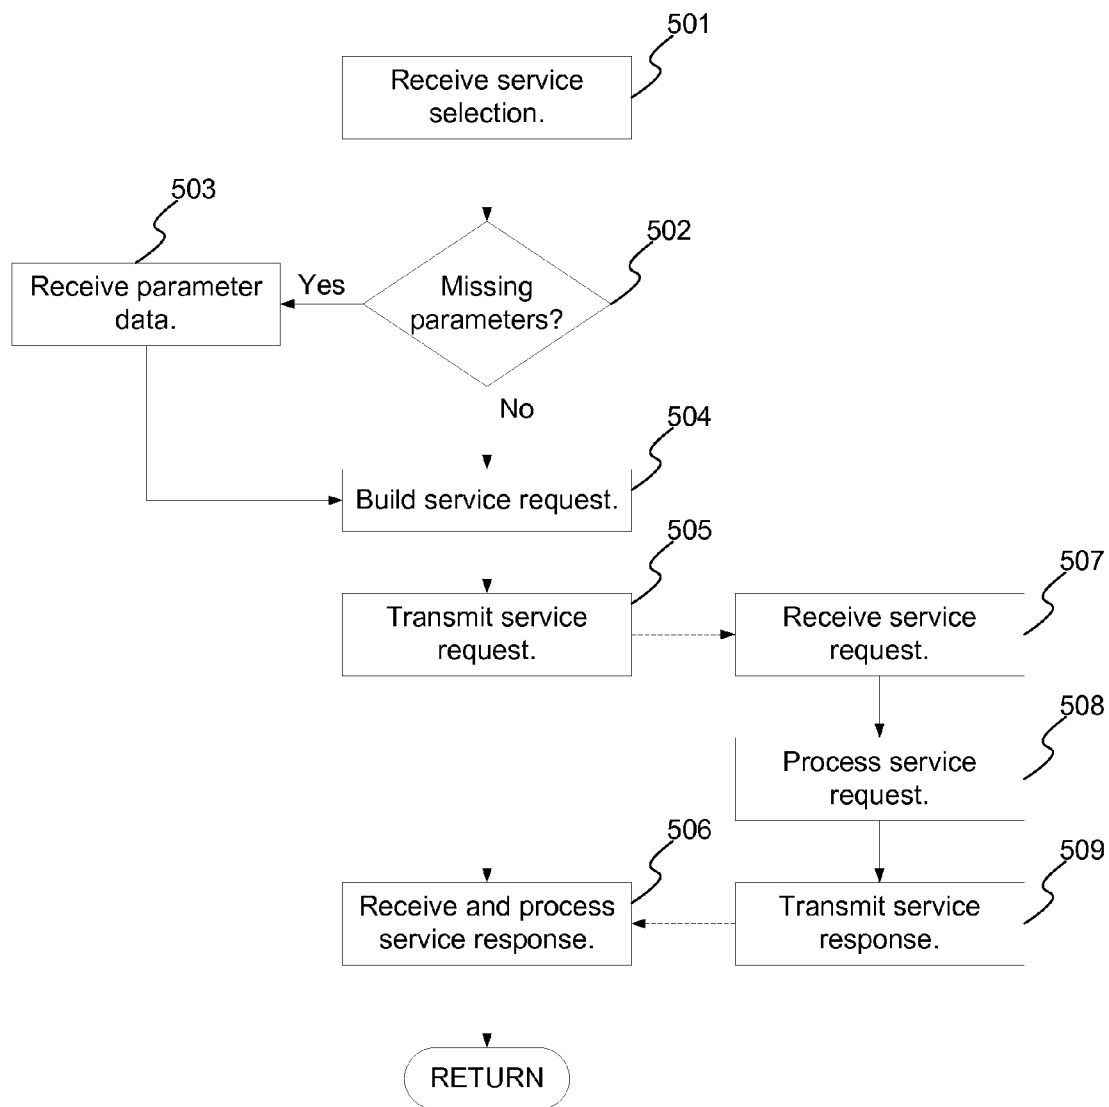 501
Receive service
selection.
503
502
Receive parameter
data.
Yes
Missing
parameters?
No
504
Build service request.
505
507
Transmit service
request.
Receive service
request.
508
Process service
request.
506
509
Receive and process
service response.
Transmit service
response.
RETURN